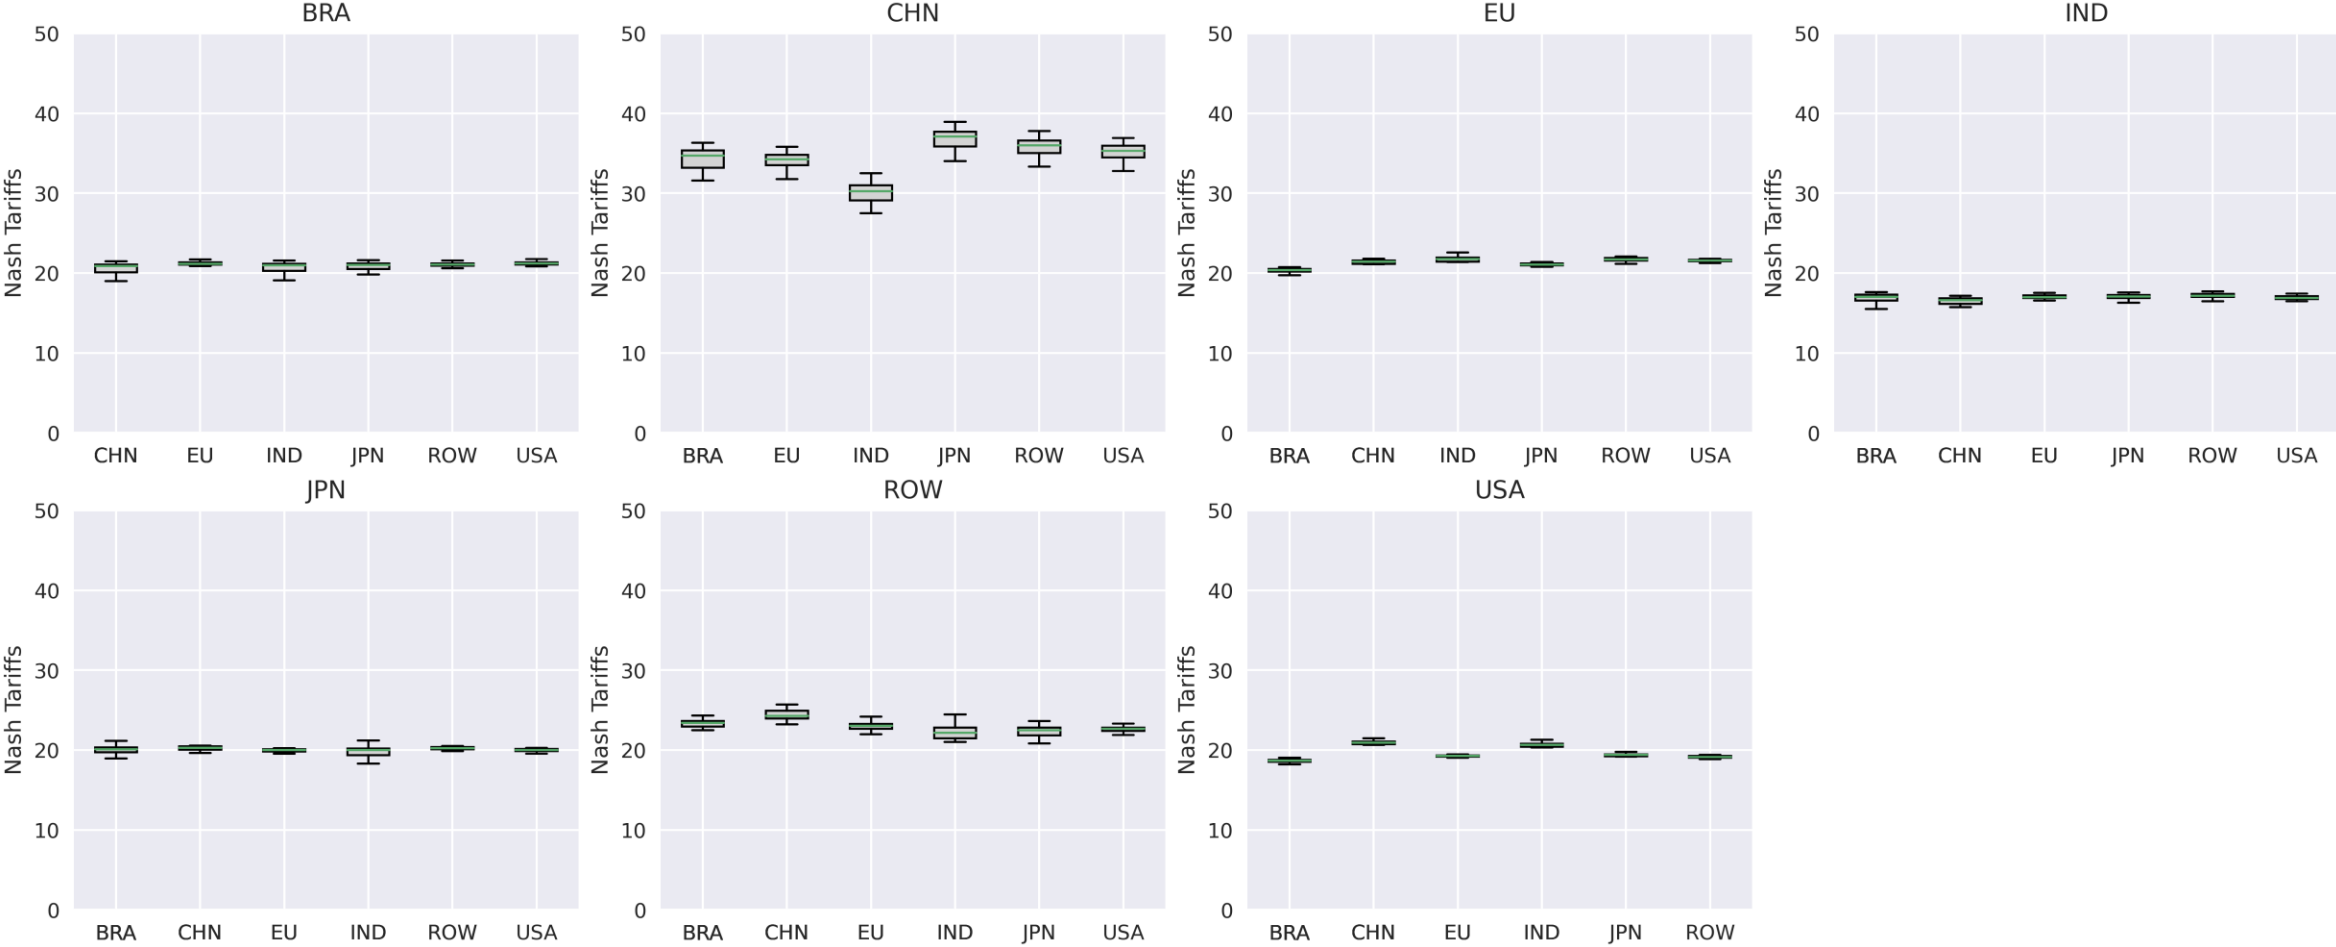 BRA
CHN
EU
IND
50
40
30
20
10
0
Nash Tariffs
CHN EU IND JPN ROW USA
50
40
30
20
10
0
Nash Tariffs
BRA EU IND JPN ROW USA
50
40
30
20
10
0
Nash Tariffs
BRA CHN IND JPN ROW USA
50
40
30
20
10
0
Nash Tariffs
BRA CHN EU JPN ROW USA
JPN
ROW
USA
50
40
30
20
10
0
Nash Tariffs
BRA CHN EU IND ROW USA
50
40
30
20
10
0
Nash Tariffs
BRA CHN EU IND JPN USA
50
40
30
20
10
0
Nash Tariffs
BRA CHN EU IND JPN ROW